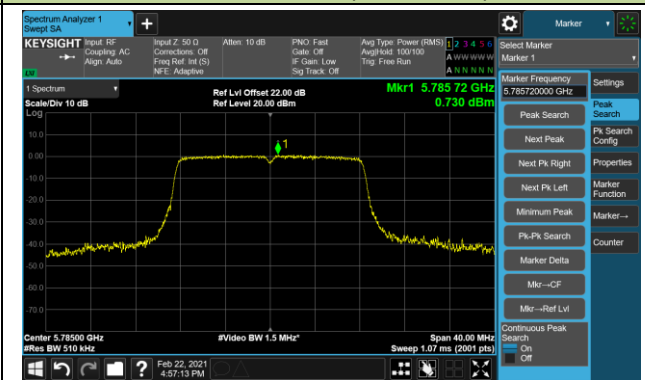 Spectrum Analyzer 1
Swept SA
+
Marker
KEYSIGHT
Input: RF
Coupling: AC
Align: Auto
Input Z: 50 Ω
Corrections: Off
Freq Ref: Int (S)
NFE: Adaptive
Atten: 10 dB
PNO: Fast
Gate: Off
IF Gain: Low
Sig Track: Off
Avg Type: Power (RMS)
Avg|Hold: 100/100
Trig: Free Run
1 2 3 4 5 6
A W W W W W
A N N N N N
Select Marker
Marker 1
1 Spectrum
Scale/Div 10 dB
Log
Ref Lvl Offset 22.00 dB
Ref Level 20.00 dBm
Mkr1 5.785 72 GHz
0.730 dBm
Marker Frequency
5.785720000 GHz
Settings
Peak Search
Peak
Search
Next Peak
Pk Search
Config
Next Pk Right
Properties
Next Pk Left
Marker
Function
Minimum Peak
Marker→
Pk-Pk Search
Counter
Marker Delta
Mkr→CF
Mkr→Ref Lvl
Continuous Peak
Search
On
Off
10.0
0.00
-10.0
-20.0
-30.0
-40.0
-50.0
-60.0
-70.0
1
Center 5.78500 GHz
#Res BW 510 kHz
#Video BW 1.5 MHz*
Span 40.00 MHz
Sweep 1.07 ms (2001 pts)
?
Feb 22, 2021
4:57:13 PM